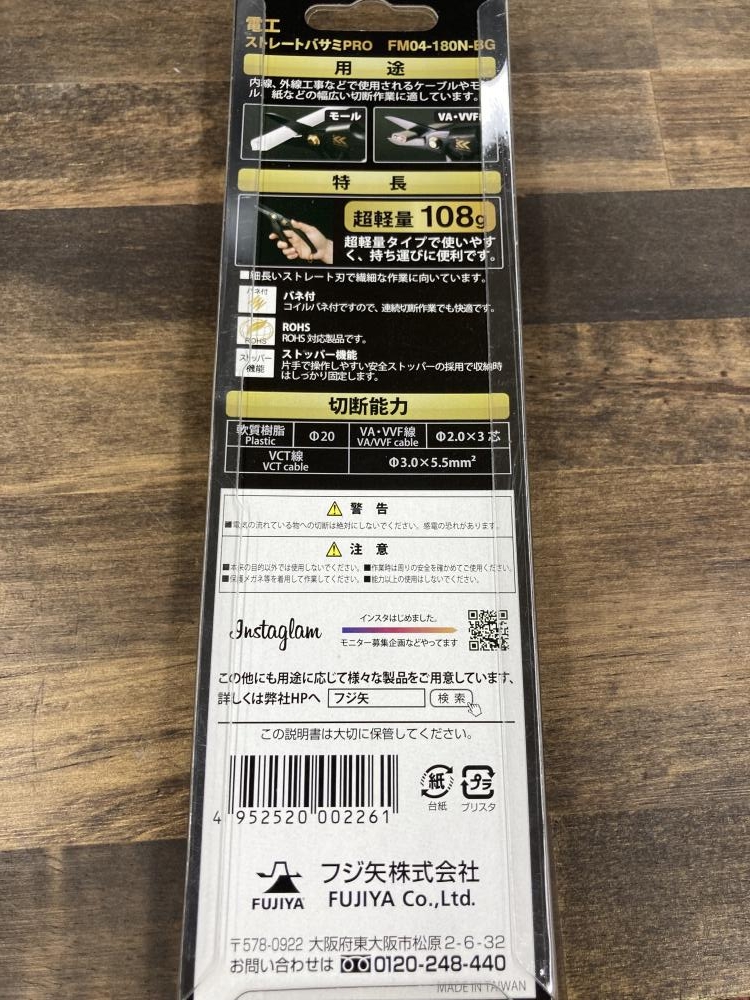 電工
ストレートバサミPRO FM04-180N-BG
用途
内線、外線工事などで使用されるケーブルやモー
ル、紙などの幅広い切断作業に適しています。
モール
VA・VVF
特長
超軽量 108g
超軽量タイプで使いやす
く、持ち運びに便利です。
■細長いストレート刃で繊細な作業に向いています。
バネ付
バネ付
コイルバネ付ですので、連続切断作業でも快適です。
ROHS
ROHS
ROHS 対応製品です。
ストッパー
機能
ストッパー機能
片手で操作しやすい安全ストッパーの採用で収納時
はしっかり固定します。
切断能力
軟質樹脂 Φ20 VA・VVF線 Φ2.0×3芯
Plastic VA/VVF cable
VCT線 Φ3.0×5.5mm²
VCT cable
⚠ 警告
■電気の流れている物への切断は絶対にしないでください。感電の恐れがあります。
⚠ 注意
■本来の目的以外では使用しないでください。■作業時は周りの安全を確かめてご使用ください。
■保護メガネ等を着用して作業してください。■能力以上の使用はしないでください。
Instaglam
インスタはじめました。
モニター募集企画などやってます
この他にも用途に応じて様々な製品をご用意しています、
詳しくは弊社HPへ フジ矢 検索
この説明書は大切に保管してください。
4 952520 002261
紙 プラ
台紙 ブリスタ
フジ矢株式会社
FUJIYA FUJIYA Co.,Ltd.
〒578-0922 大阪府東大阪市松原2-6-32
お問い合わせは 0120-248-440
MADE IN TAIWAN